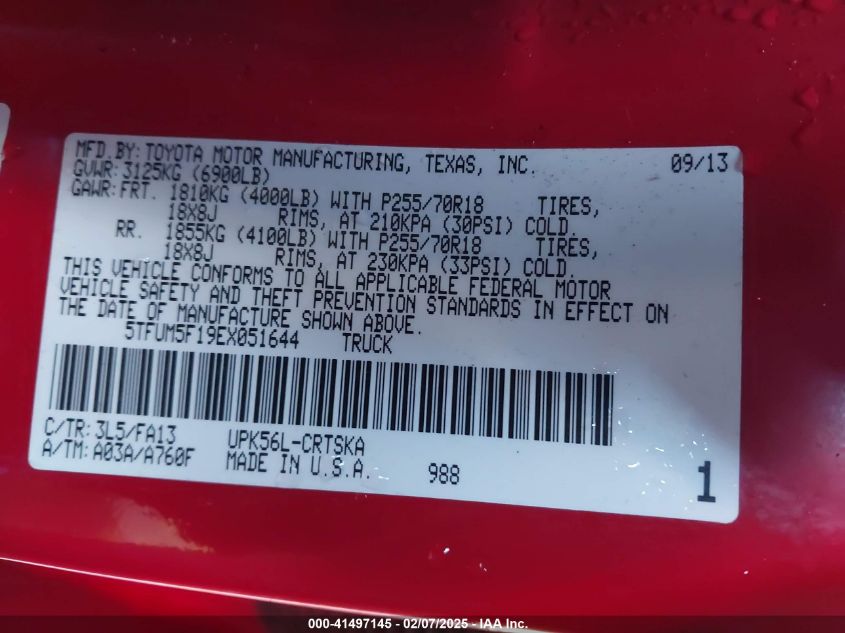 MFD.BY:TOYOTA MOTOR MANUFACTURING, TEXAS, INC. 09/13
GVWR:3125KG (6900LB)
GAWR:FRT. 1810KG (4000LB) WITH P255/70R18 TIRES,
18X8J RIMS, AT 210KPA (30PSI) COLD.
RR. 1855KG (4100LB) WITH P255/70R18 TIRES,
18X8J RIMS, AT 230KPA (33PSI) COLD.
THIS VEHICLE CONFORMS TO ALL APPLICABLE FEDERAL MOTOR
VEHICLE SAFETY AND THEFT PREVENTION STANDARDS IN EFFECT ON
THE DATE OF MANUFACTURE SHOWN ABOVE.
5TFUM5F19EX051644 TRUCK
C/TR:3L5/FA13 UPK56L-CRTSKA
A/TM:A03A/A760F MADE IN U.S.A. 988 1
000-41497145 - 02/07/2025 - IAA Inc.